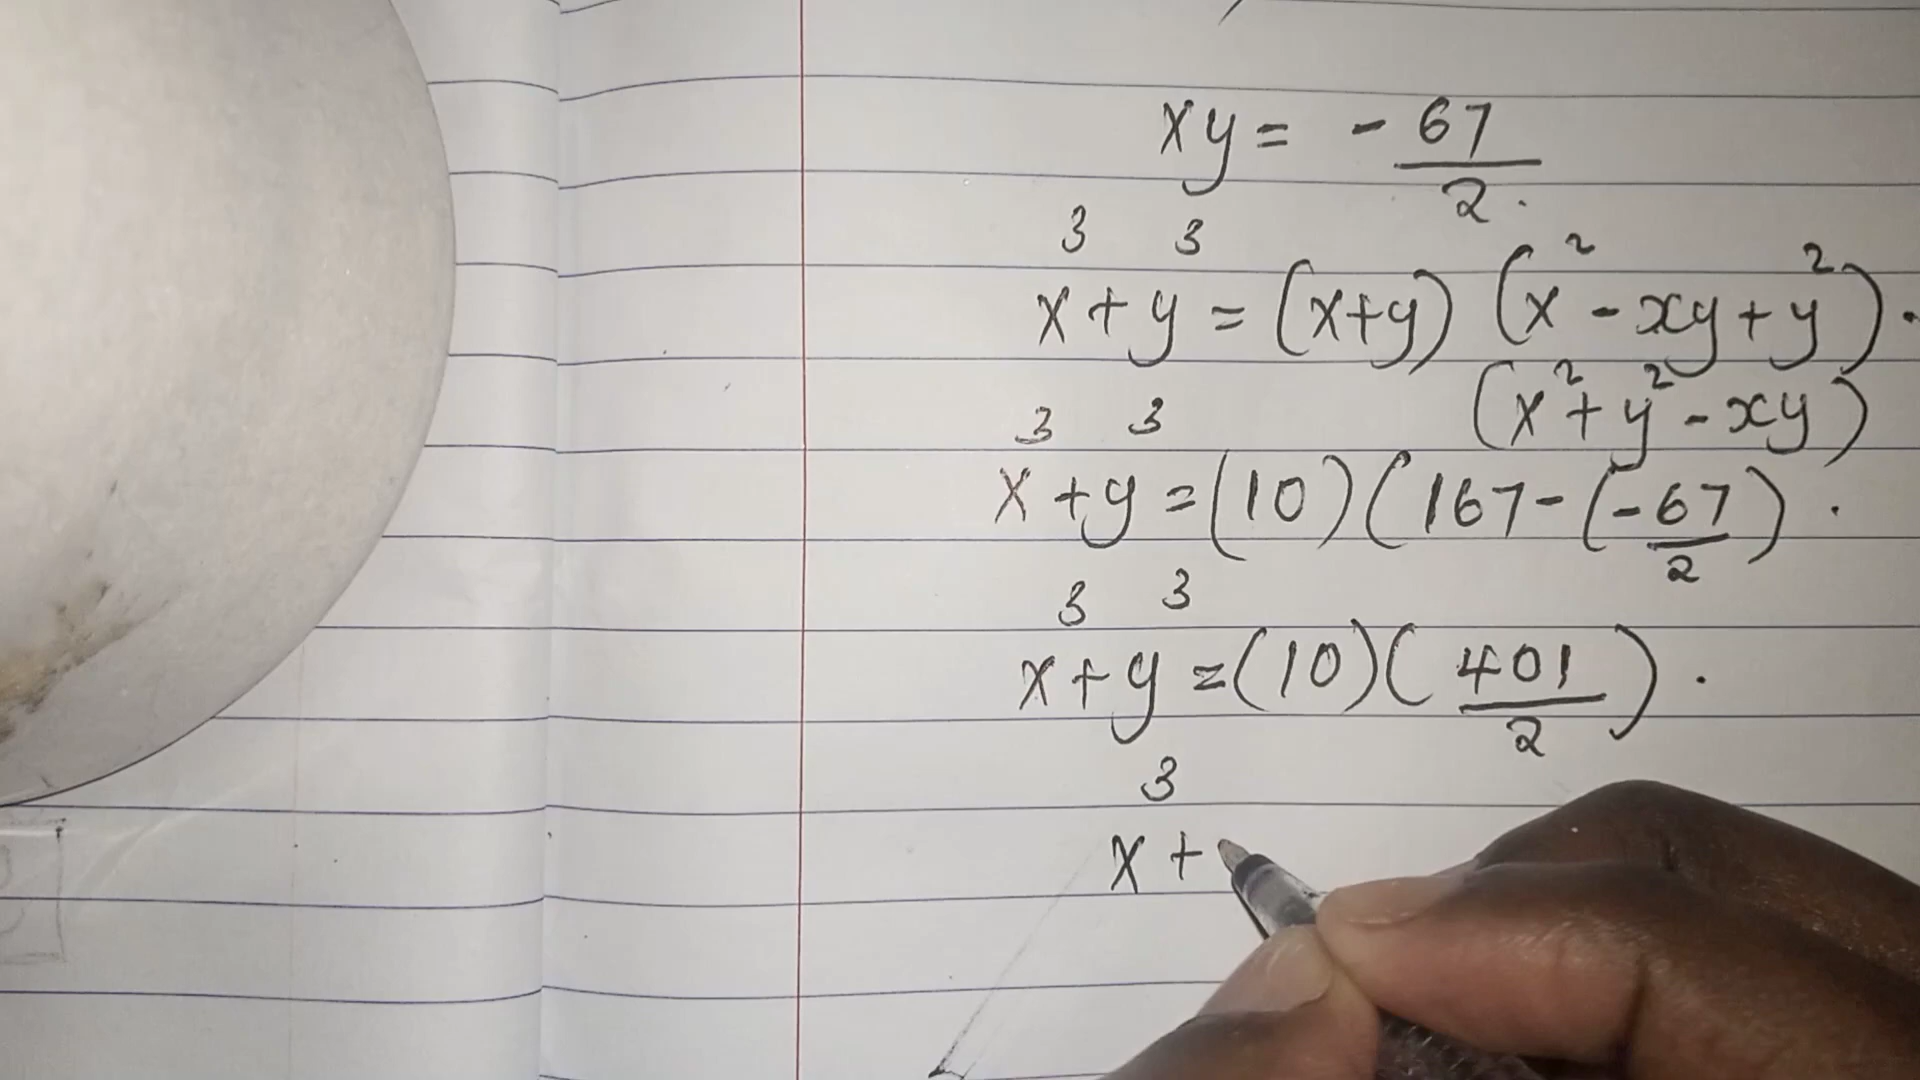 xy = - 67/2.
x³ + y³ = (x+y) (x² - xy + y²).
(x² + y² - xy)
x³ + y³ = (10) (167 - (-67/2).
x³ + y³ = (10) (401/2).
x³ +